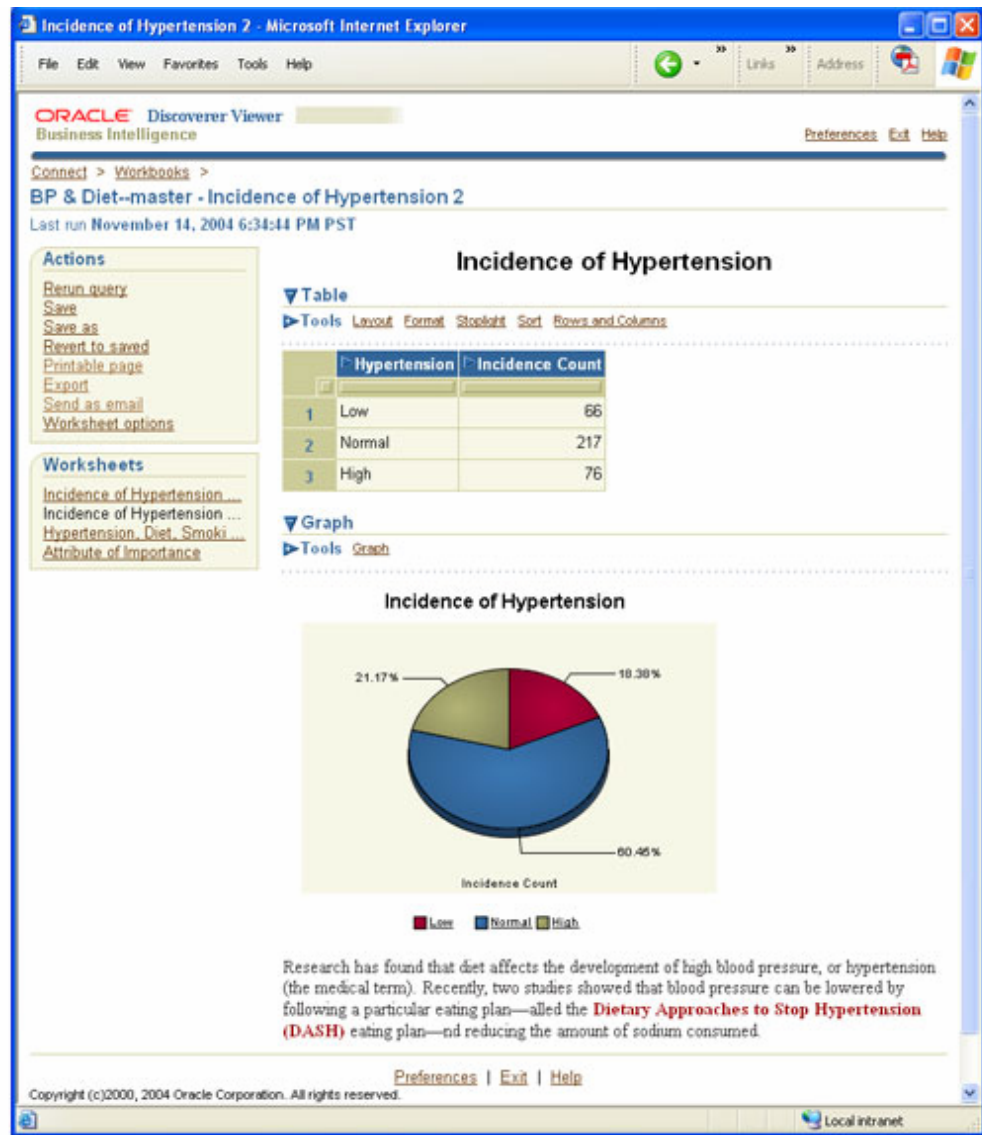 Incidence of Hypertension 2 - Microsoft Internet Explorer
File Edit View Favorites Tools Help
Links Address
ORACLE Discoverer Viewer
Business Intelligence
Preferences Exit Help
Connect > Workbooks >
BP & Diet--master - Incidence of Hypertension 2
Last run November 14, 2004 6:34:44 PM PST
Actions
Rerun query
Save
Save as
Revert to saved
Printable page
Export
Send as email
Worksheet options
Worksheets
Incidence of Hypertension ...
Incidence of Hypertension ...
Hypertension, Diet, Smoki ...
Attribute of Importance
Incidence of Hypertension
Table
Tools Layout Format Stoplight Sort Rows and Columns
Hypertension Incidence Count
1 Low 66
2 Normal 217
3 High 76
Graph
Tools Graph
Incidence of Hypertension
21.17% 18.38%
60.45%
Incidence Count
Low Normal High
Research has found that diet affects the development of high blood pressure, or hypertension
(the medical term). Recently, two studies showed that blood pressure can be lowered by
following a particular eating plan—alled the Dietary Approaches to Stop Hypertension
(DASH) eating plan—nd reducing the amount of sodium consumed.
Preferences | Exit | Help
Copyright (c)2000, 2004 Oracle Corporation. All rights reserved.
Local intranet